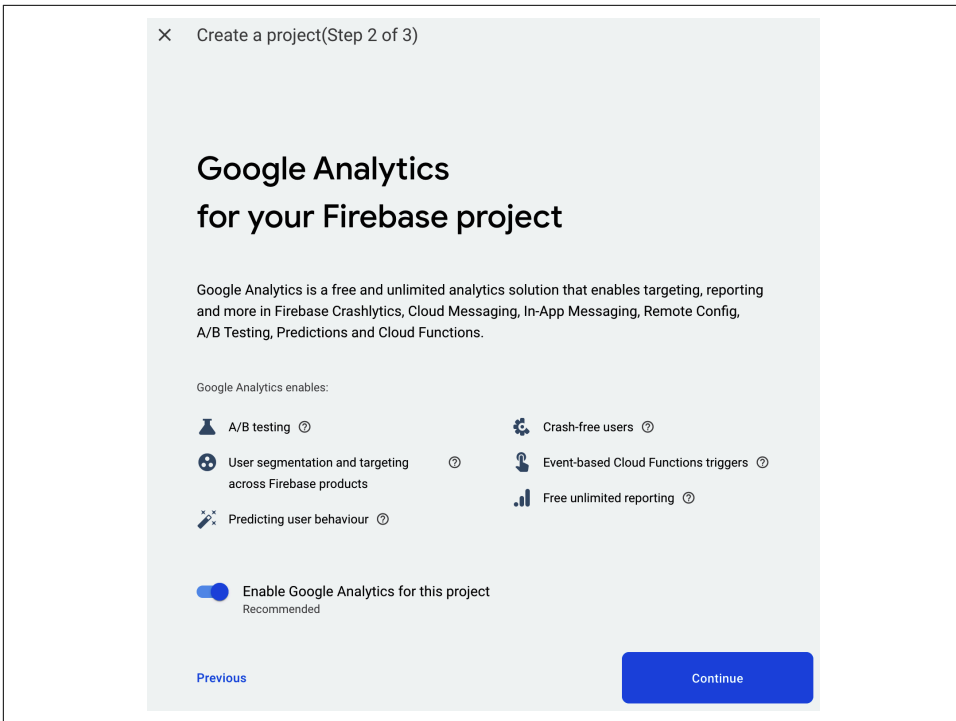 Create a project(Step 2 of 3)
Google Analytics
for your Firebase project
Google Analytics is a free and unlimited analytics solution that enables targeting, reporting
and more in Firebase Crashlytics, Cloud Messaging, In-App Messaging, Remote Config,
A/B Testing, Predictions and Cloud Functions.
Google Analytics enables:
A/B testing
User segmentation and targeting
across Firebase products
Predicting user behaviour
Crash-free users
Event-based Cloud Functions triggers
Free unlimited reporting
Enable Google Analytics for this project
Recommended
Previous
Continue